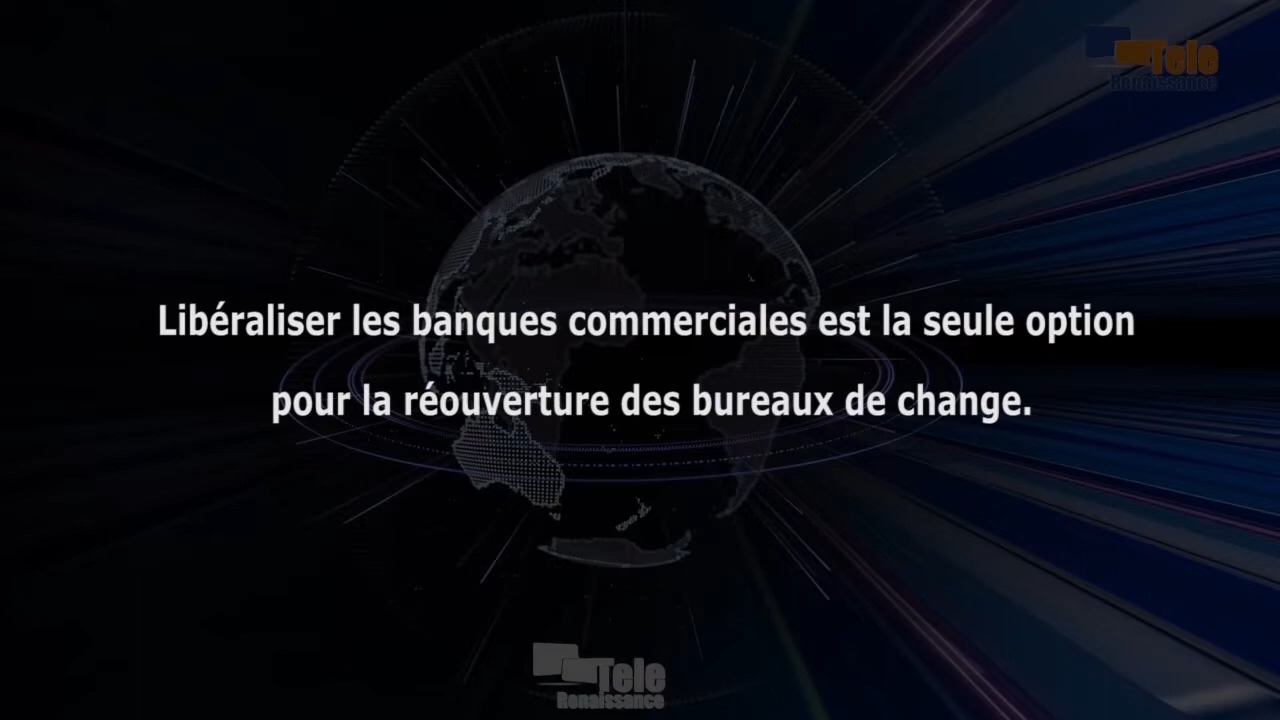 Tele
Renaissance
Libéraliser les banques commerciales est la seule option
pour la réouverture des bureaux de change.
Tele
Renaissance